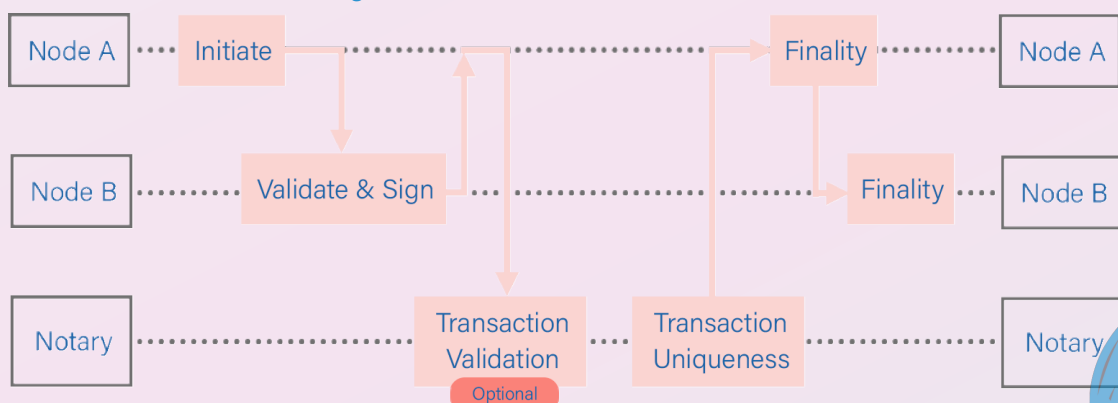 Node A
Initiate
Finality
Node A
Node B
Validate & Sign
Finality
Node B
Notary
Transaction
Validation
Optional
Transaction
Uniqueness
Notary